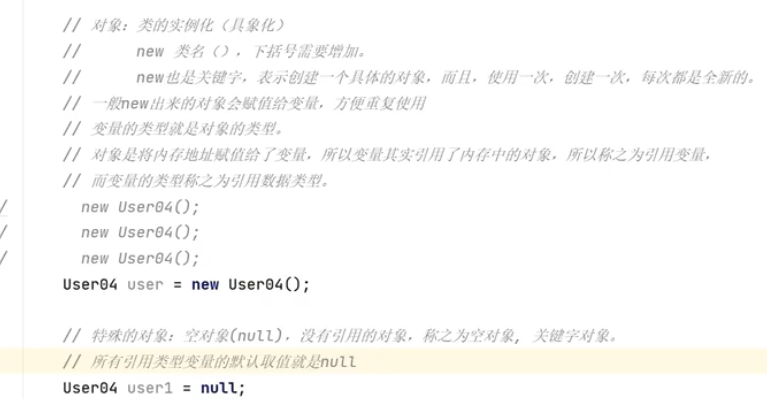 // 对象：类的实例化（具象化）
//      new 类名（），下括号需要增加。
//      new也是关键字，表示创建一个具体的对象，而且，使用一次，创建一次，每次都是全新的。
// 一般new出来的对象会赋值给变量，方便重复使用
// 变量的类型就是对象的类型。
// 对象是将内存地址赋值给了变量，所以变量其实引用了内存中的对象，所以称之为引用变量，
// 而变量的类型称之为引用数据类型。
/        new User04();
/        new User04();
/        new User04();
User04 user = new User04();
// 特殊的对象：空对象(null)，没有引用的对象，称之为空对象, 关键字对象。
// 所有引用类型变量的默认取值就是null
User04 user1 = null;